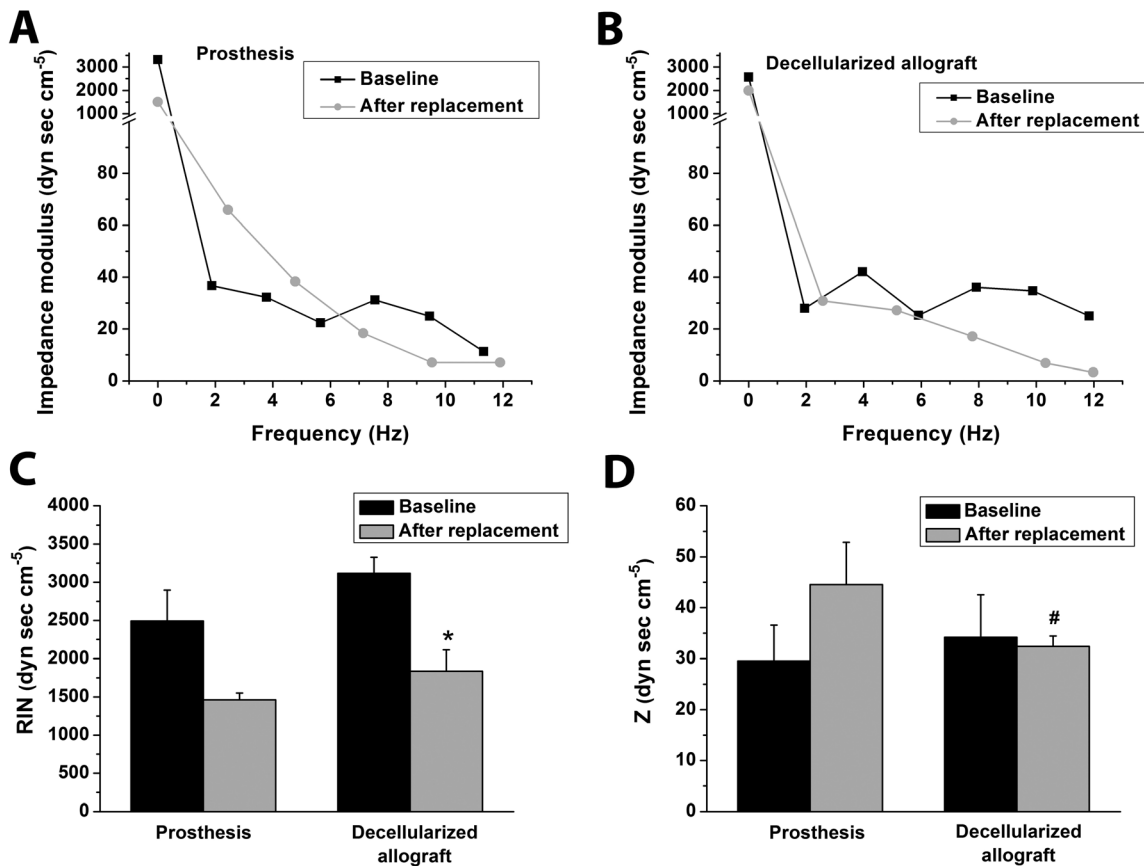 A
Prosthesis
Baseline
After replacement
Impedance modulus (dyn sec cm-5)
3000
2000
1000
80
60
40
20
0
0 2 4 6 8 10 12
Frequency (Hz)
B
Decellularized allograft
Baseline
After replacement
Impedance modulus (dyn sec cm-5)
3000
2000
1000
80
60
40
20
0
0 2 4 6 8 10 12
Frequency (Hz)
C
Baseline
After replacement
RIN (dyn sec cm-5)
4000
3500
3000
2500
2000
1500
1000
500
0
*
Prosthesis
Decellularized
allograft
D
Baseline
After replacement
Z (dyn sec cm-5)
60
50
40
30
20
10
0
#
Prosthesis
Decellularized
allograft